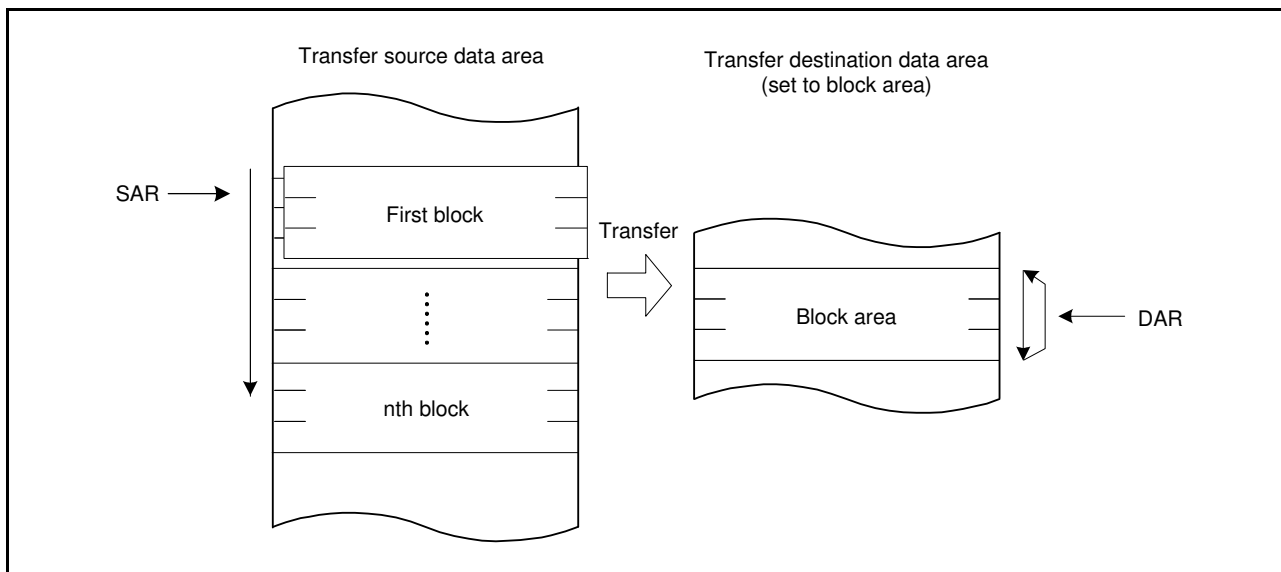 Transfer source data area
Transfer destination data area
(set to block area)
SAR
First block
Transfer
Block area
DAR
nth block